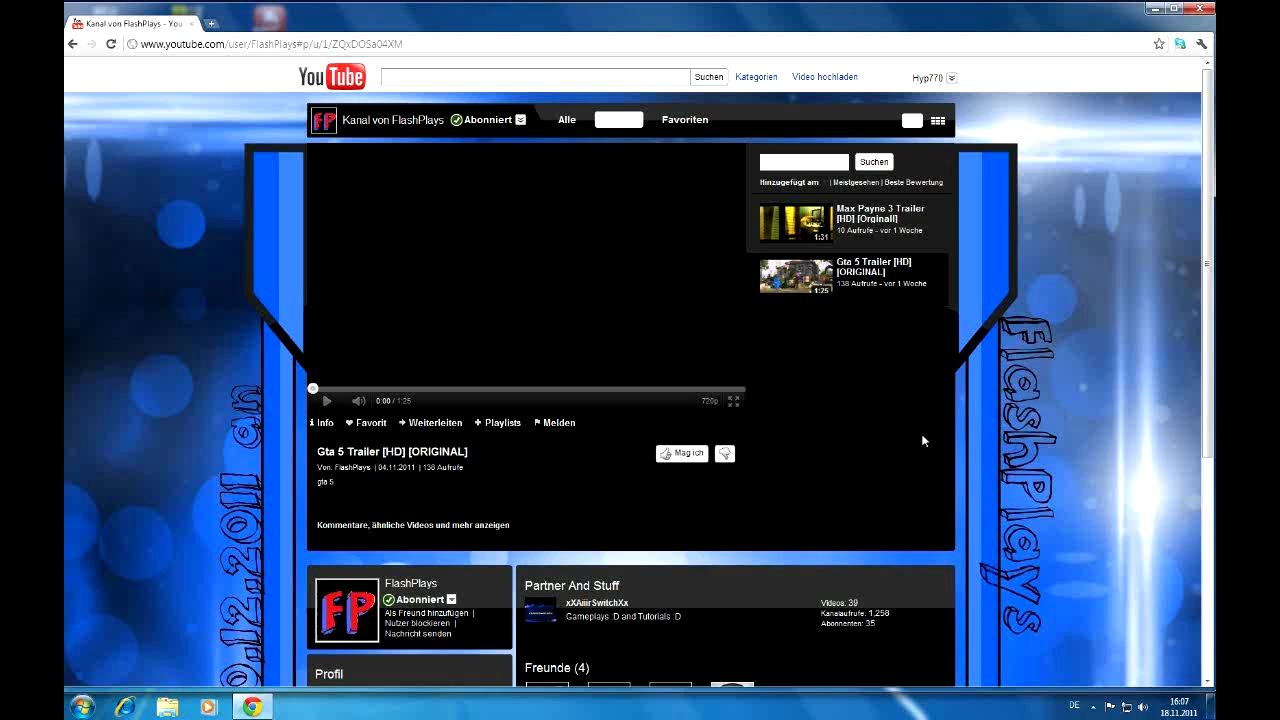 Kanal von FlashPlays - You
www.youtube.com/user/FlashPlays#p/u/1/ZQxDOSa04XM
YouTube
Suchen
Kategorien
Video hochladen
Hyp770
FP
Kanal von FlashPlays
Abonniert
Alle
Favoriten
Suchen
Hinzugefügt am | Meistgesehen | Beste Bewertung
Max Payne 3 Trailer
[HD] [Orginall]
10 Aufrufe - vor 1 Woche
1:31
Gta 5 Trailer [HD]
[ORIGINAL]
138 Aufrufe - vor 1 Woche
1:25
0:00 / 1:25
720p
Info
Favorit
Weiterleiten
Playlists
Melden
Gta 5 Trailer [HD] [ORIGINAL]
Mag ich
Von: FlashPlays | 04.11.2011 | 138 Aufrufe
gta 5
Kommentare, ähnliche Videos und mehr anzeigen
FlashPlays
FP
FlashPlays
Abonniert
Als Freund hinzufügen |
Nutzer blockieren |
Nachricht senden
Profil
Partner And Stuff
xXAiiirSwitchXx
Gameplays :D and Tutorials :D
Videos: 39
Kanalaufrufe: 1,258
Abonnenten: 35
Freunde (4)
DE
16:07
18.11.2011